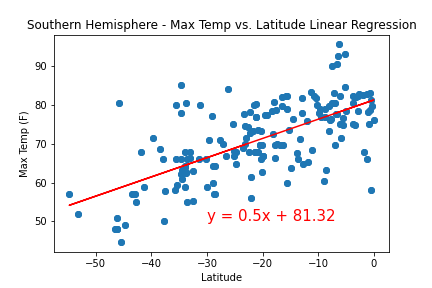 Southern Hemisphere - Max Temp vs. Latitude Linear Regression
Max Temp (F)
90
80
70
60
50
y = 0.5x + 81.32
−50
−40
−30
−20
−10
0
Latitude